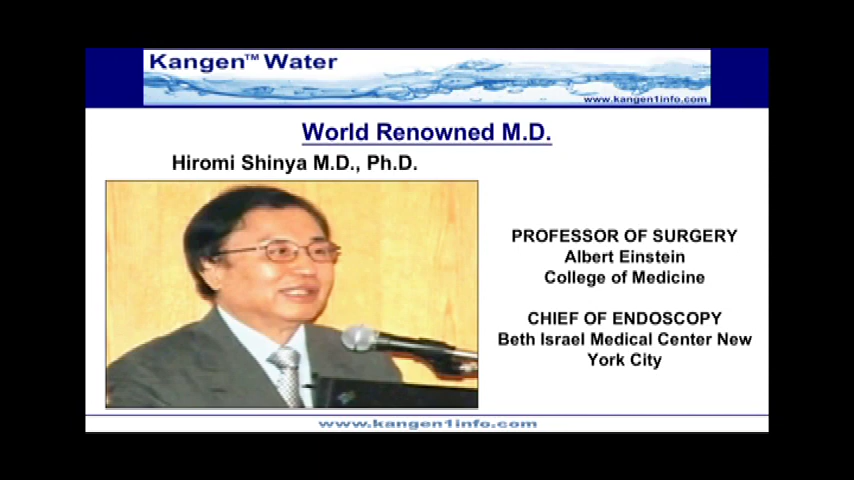 Kangen™ Water
www.kangen1info.com
World Renowned M.D.
Hiromi Shinya M.D., Ph.D.
PROFESSOR OF SURGERY
Albert Einstein
College of Medicine
CHIEF OF ENDOSCOPY
Beth Israel Medical Center New
York City
www.kangen1info.com